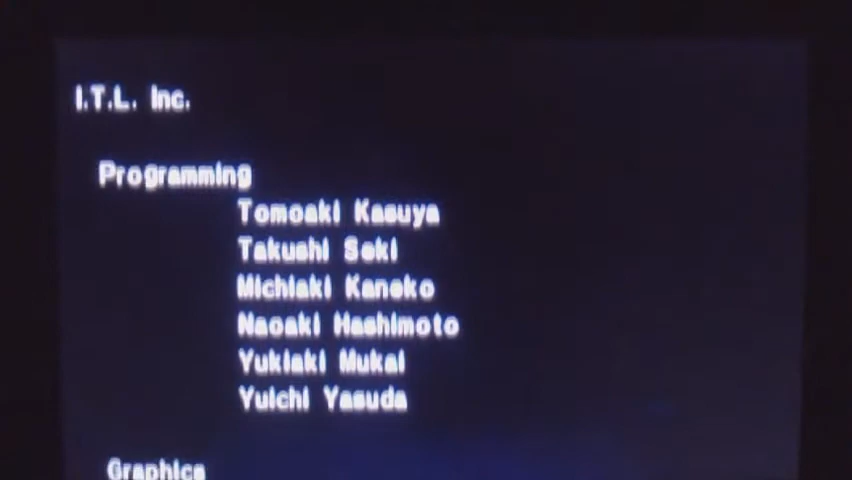 I.T.L. Inc.
Programming
Tomoaki Kasuya
Takushi Seki
Michiaki Kaneko
Naoaki Hashimoto
Yukiaki Mukai
Yuichi Yasuda
Graphics